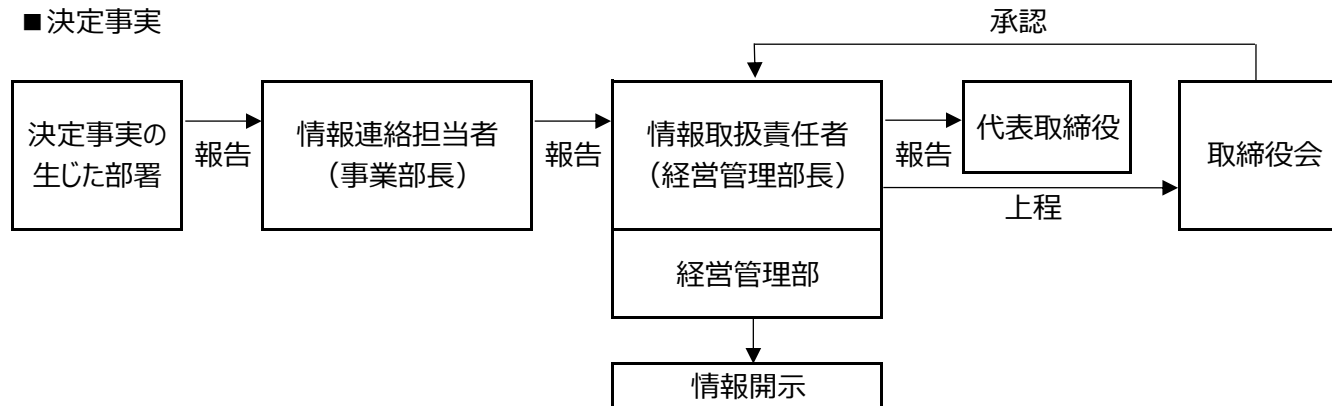 ■決定事実
承認
決定事実の
生じた部署
報告
情報連絡担当者
（事業部長）
報告
情報取扱責任者
（経営管理部長）
報告
代表取締役
上程
取締役会
経営管理部
情報開示